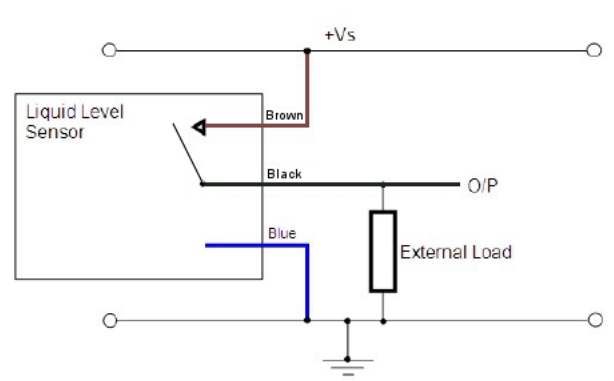 +Vs
Liquid Level
Sensor
Brown
Black
O/P
Blue
External Load